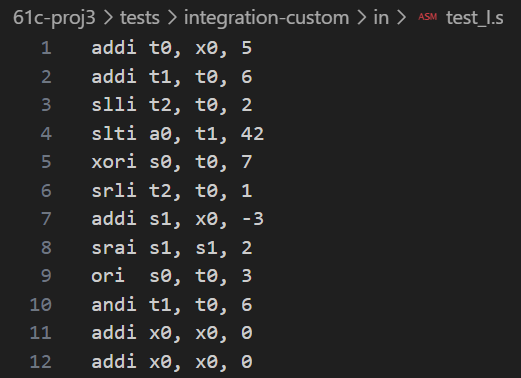 61c-proj3 > tests > integration-custom > in > ASM test_I.s
1 addi t0, x0, 5
2 addi t1, t0, 6
3 slli t2, t0, 2
4 slti a0, t1, 42
5 xori s0, t0, 7
6 srli t2, t0, 1
7 addi s1, x0, -3
8 srai s1, s1, 2
9 ori  s0, t0, 3
10 andi t1, t0, 6
11 addi x0, x0, 0
12 addi x0, x0, 0